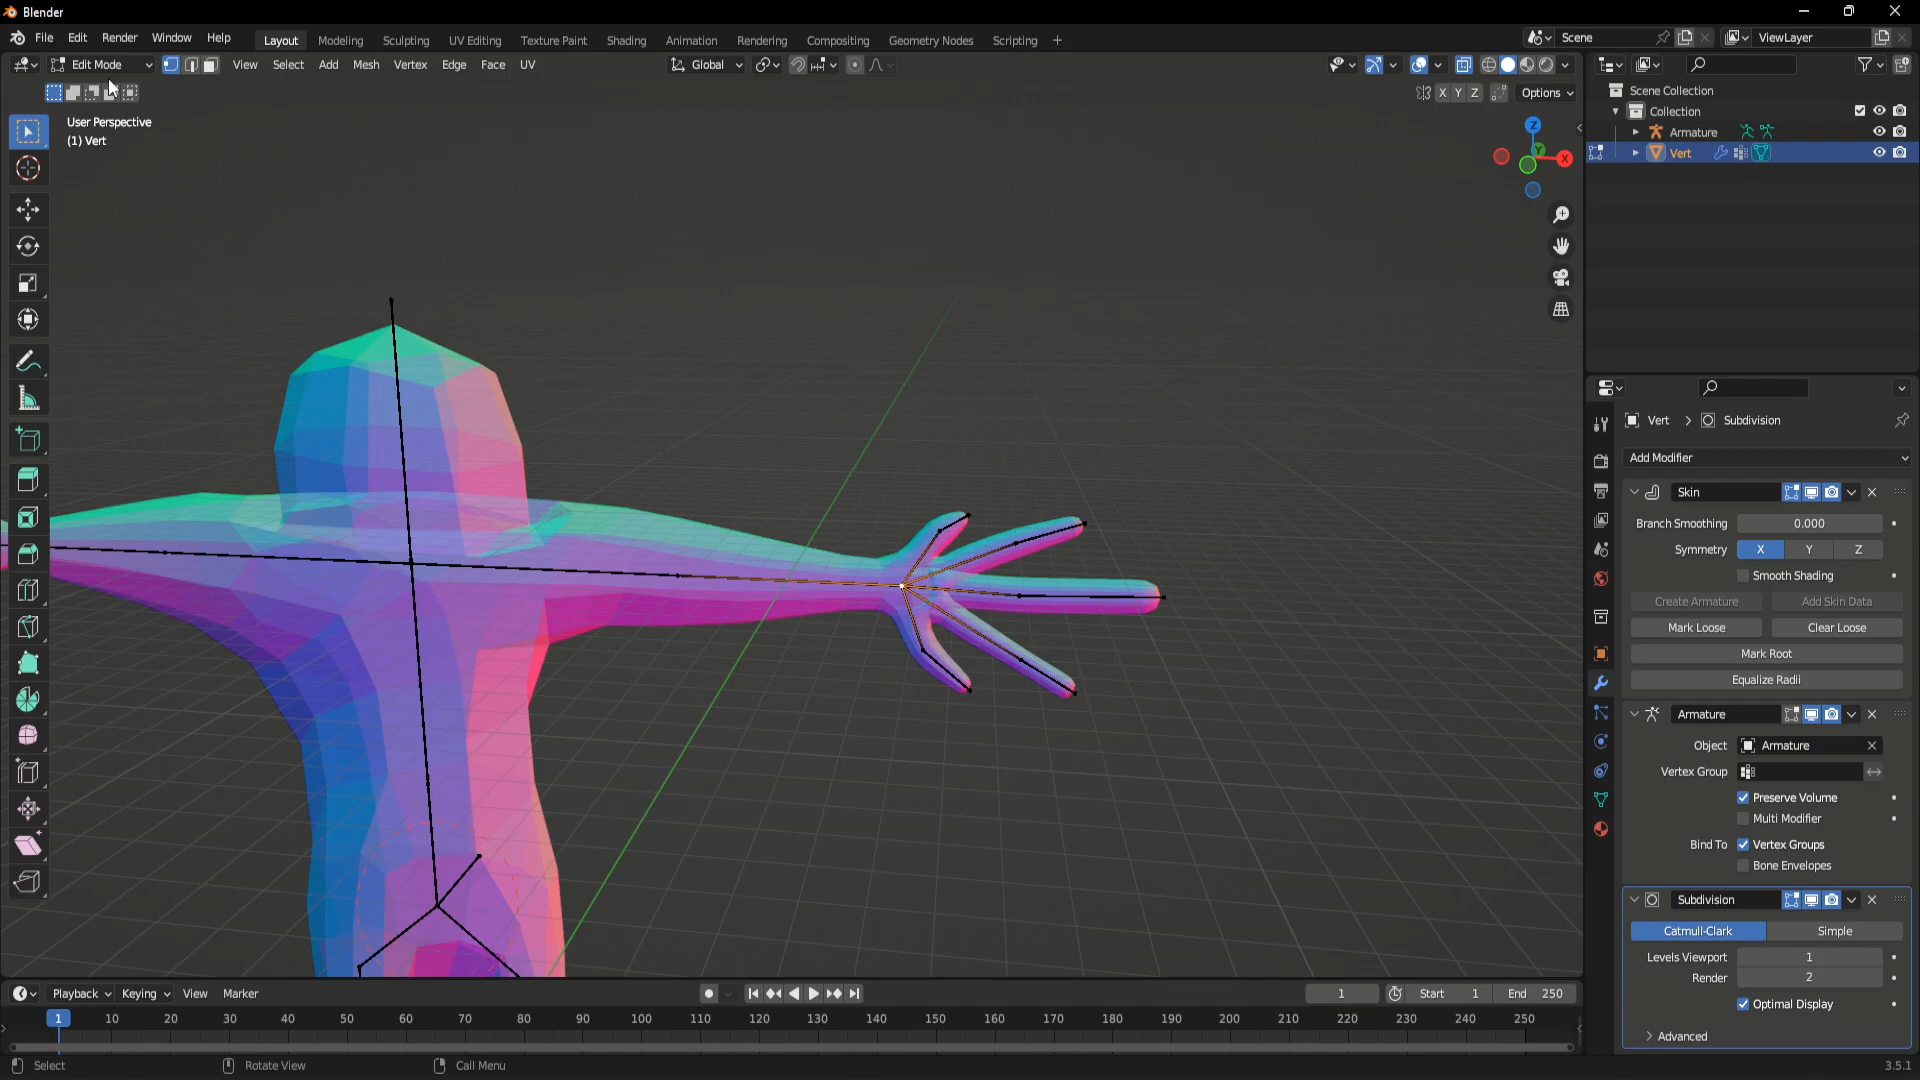 Blender
File Edit Render Window Help
Layout Modeling Sculpting UV Editing Texture Paint Shading Animation Rendering Compositing Geometry Nodes Scripting +
Scene
ViewLayer
Edit Mode
View Select Add Mesh Vertex Edge Face UV
Global
X Y Z
Options
User Perspective
(1) Vert
Z
Y
X
Scene Collection
Collection
Armature
Vert
Vert > Subdivision
Add Modifier
Skin
Branch Smoothing 0.000
Symmetry X Y Z
Smooth Shading
Create Armature Add Skin Data
Mark Loose Clear Loose
Mark Root
Equalize Radii
Armature
Object Armature
Vertex Group
Preserve Volume
Multi Modifier
Bind To Vertex Groups
Bone Envelopes
Subdivision
Catmull-Clark Simple
Levels Viewport 1
Render 2
Optimal Display
Advanced
Playback Keying View Marker
1 Start 1 End 250
1 10 20 30 40 50 60 70 80 90 100 110 120 130 140 150 160 170 180 190 200 210 220 230 240 250
Select Rotate View Call Menu
3.5.1